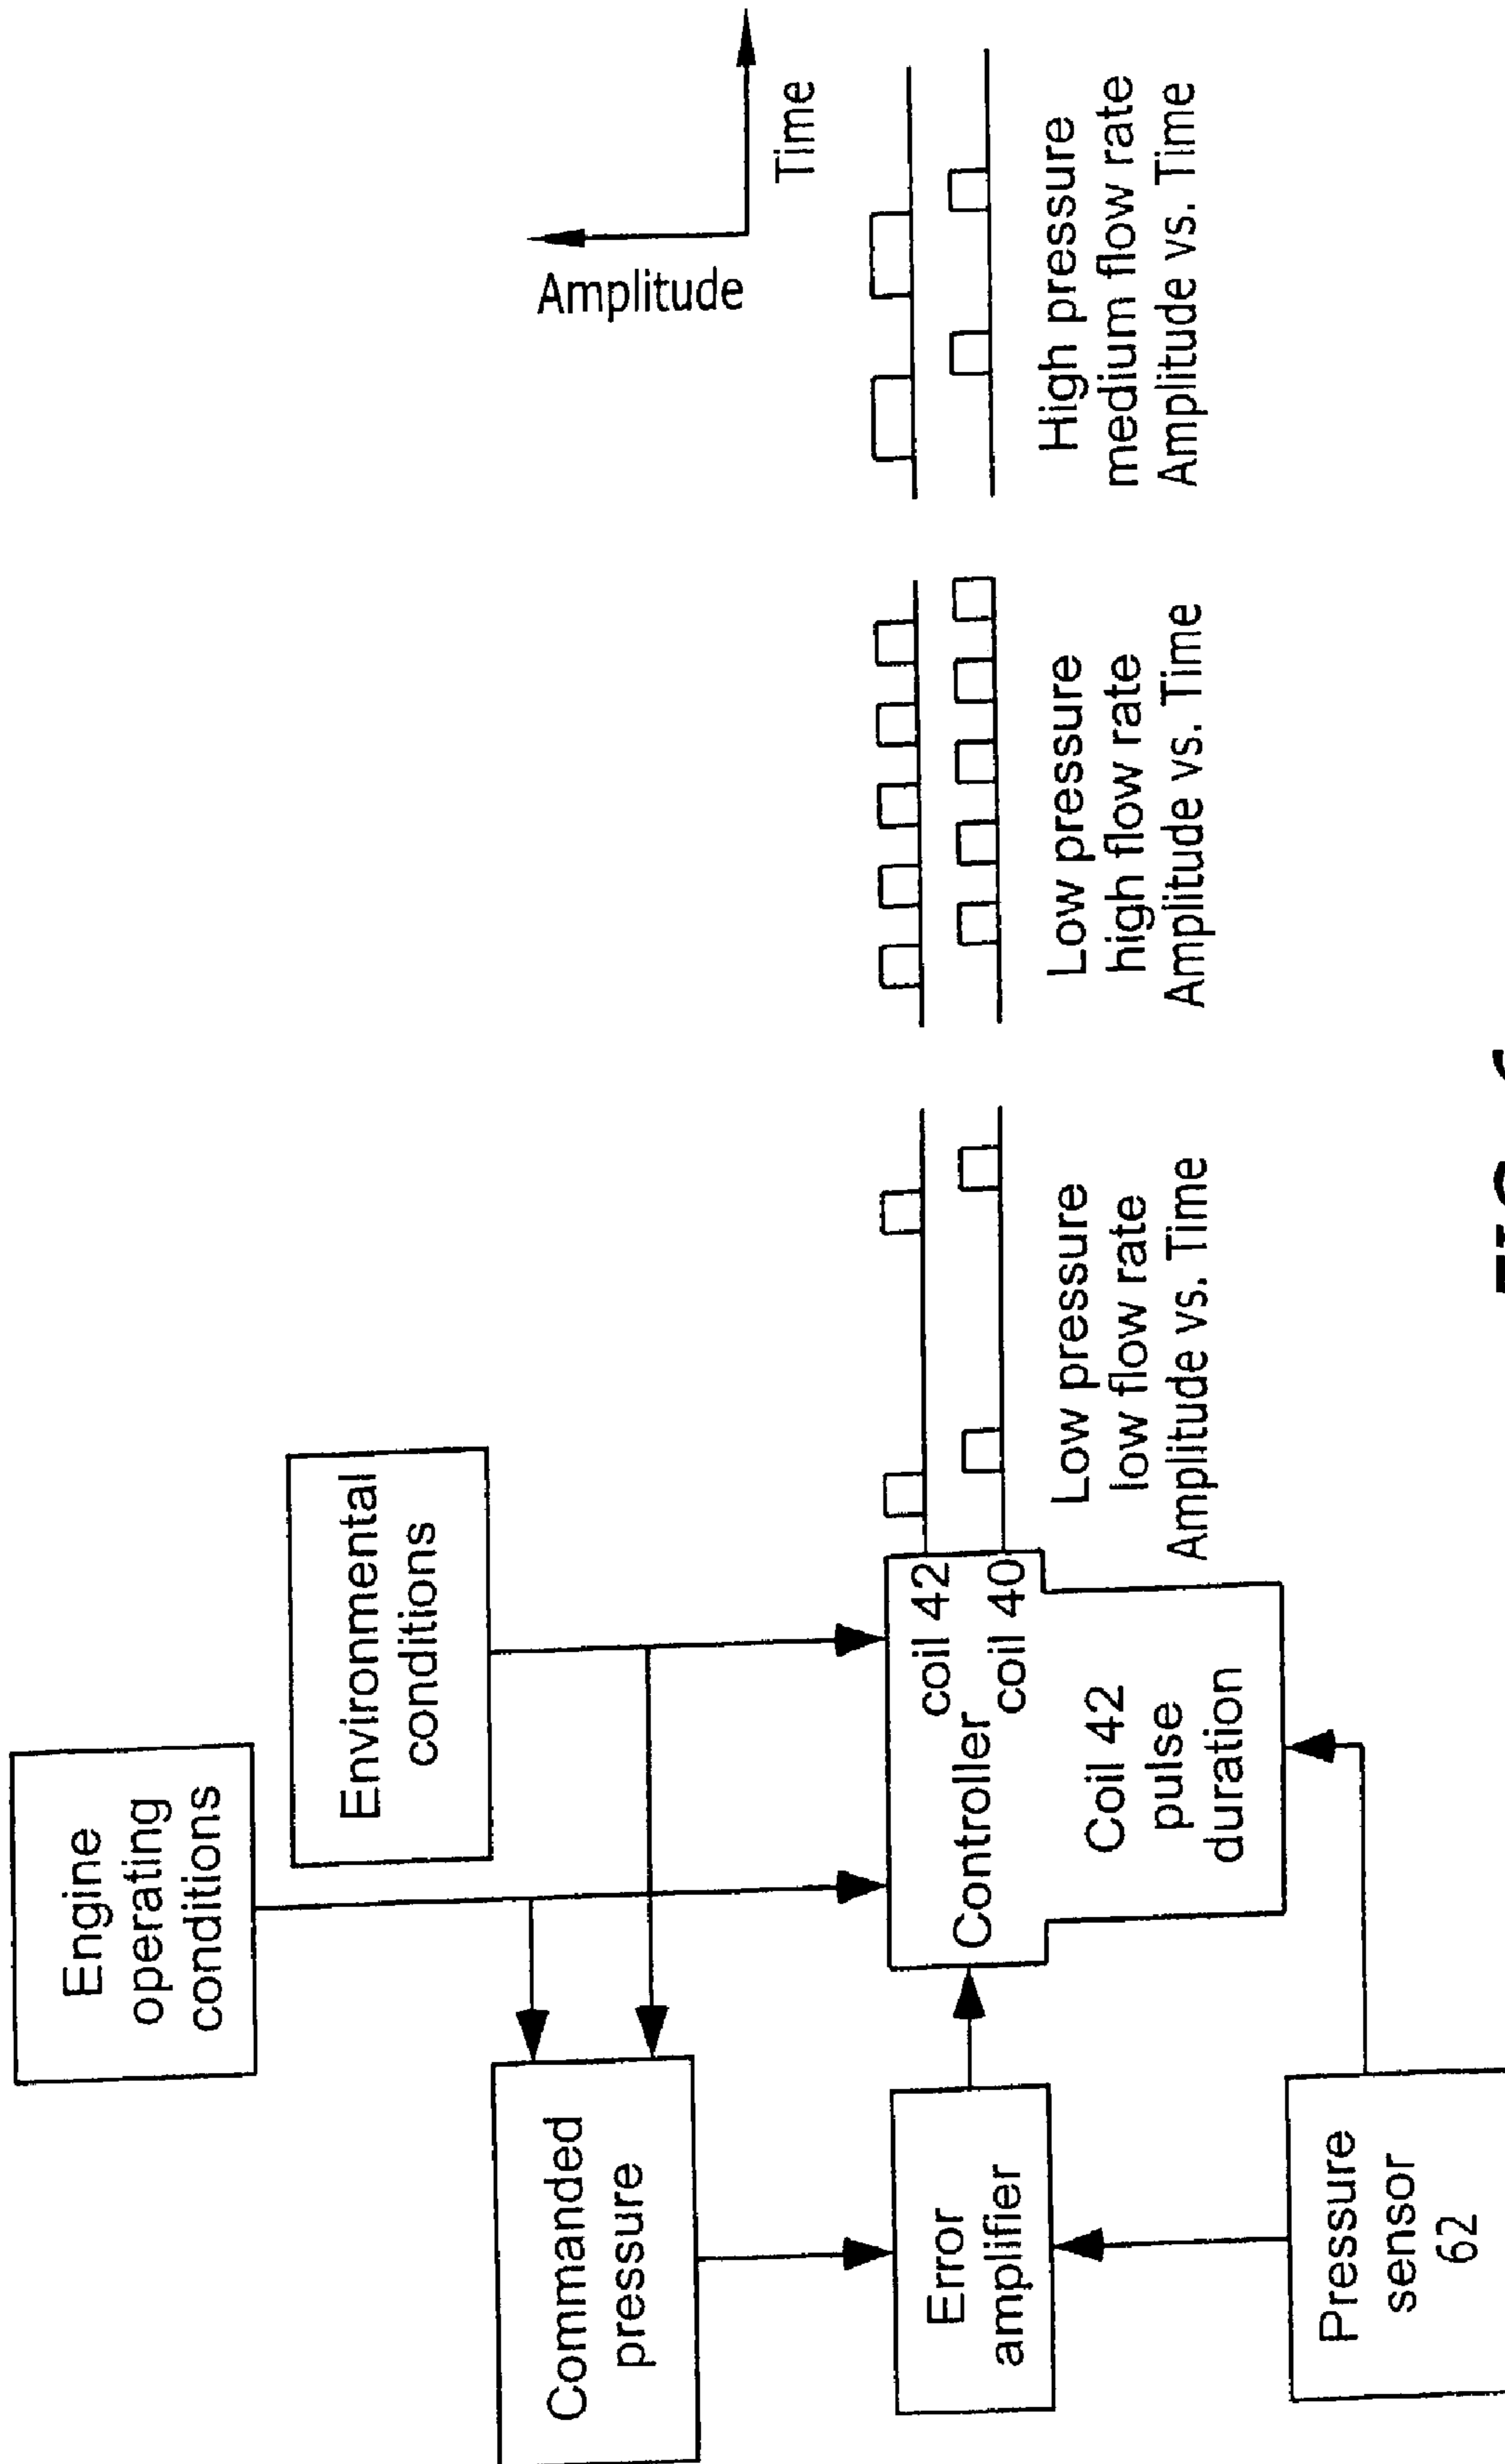 Engine
operating
conditions
Environmental
conditions
Commanded
pressure
Error
amplifier
Pressure
sensor
62
Controller
coil 42
coil 40
Coil 42
pulse
duration
Low pressure
low flow rate
Amplitude vs. Time
Low pressure
high flow rate
Amplitude vs. Time
High pressure
medium flow rate
Amplitude vs. Time
Amplitude
Time